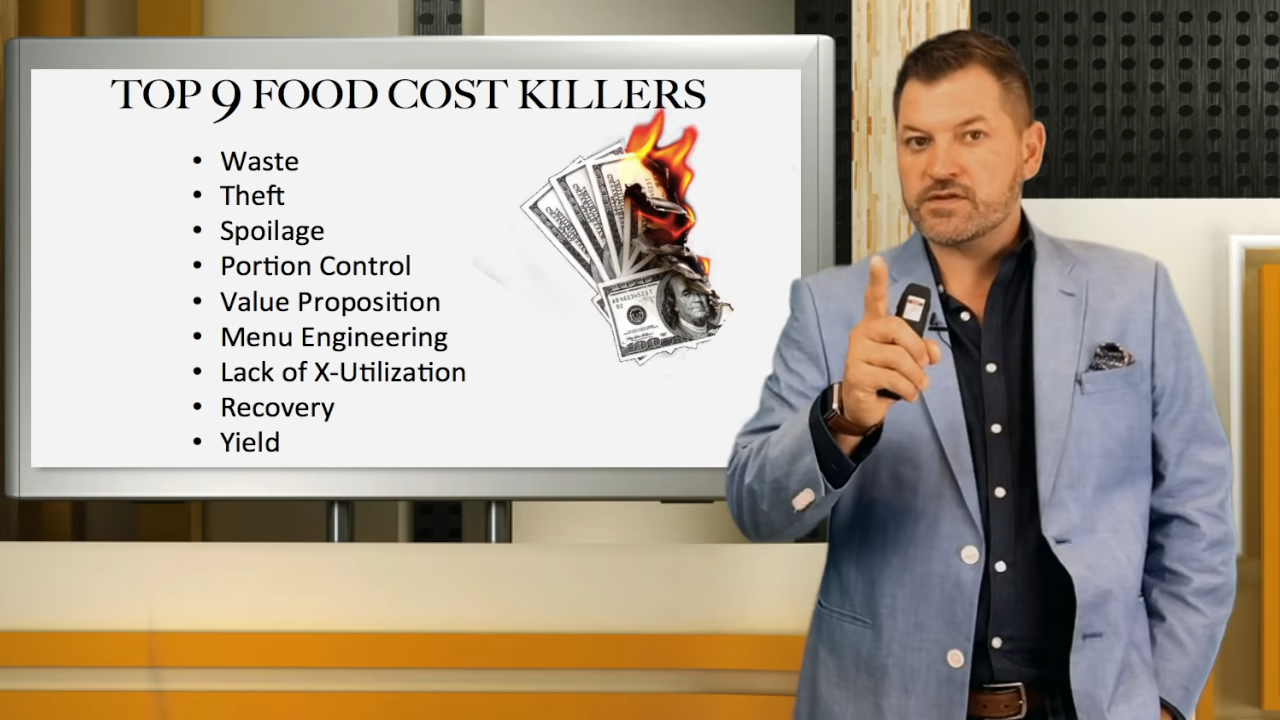 TOP 9 FOOD COST KILLERS
• Waste
• Theft
• Spoilage
• Portion Control
• Value Proposition
• Menu Engineering
• Lack of X-Utilization
• Recovery
• Yield